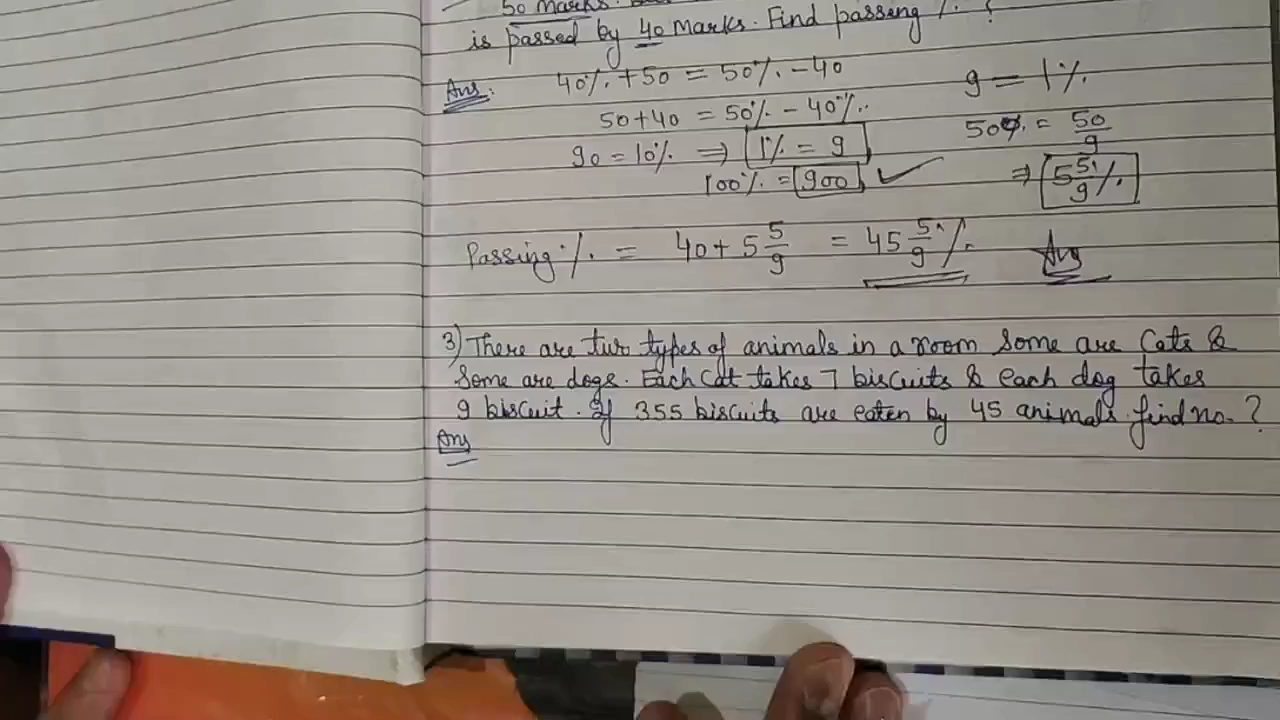 50 marks.
is passed by 40 marks. Find passing %. ?
Ans: 40% + 50 = 50% - 40
50+40 = 50% - 40%.
90 = 10% ⇒ 1% = 9
100% = 900 ✓
9 = 1%
50 = 50/9
⇒ 5 5/9 %.
Passing % = 40 + 5 5/9 = 45 5/9 %. Ans
3) There are two types of animals in a room some are Cats &
Some are dogs. Each Cat takes 7 biscuits & each dog takes
9 biscuit. If 355 biscuits are eaten by 45 animals. find no. ?
Ans